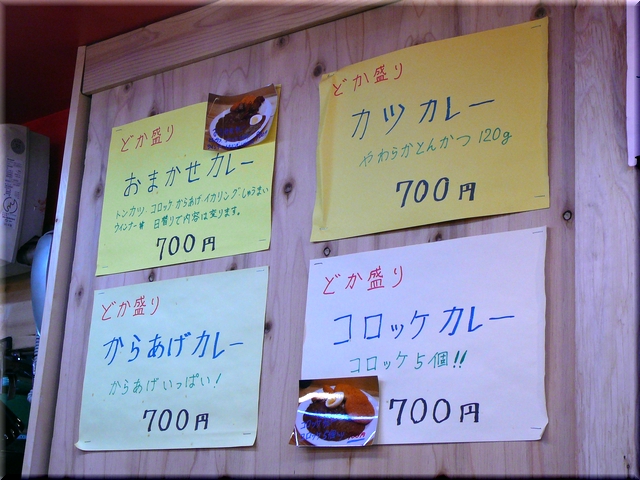 どか盛り
おまかせカレー
トンカツ コロッケ からあげ イカリング しゅうまい
ウインナー 等 日替りで内容は変ります。
700円
どか盛り
カツカレー
やわらかとんかつ 120g
700円
どか盛り
からあげカレー
からあげいっぱい!
700円
どか盛り
コロッケカレー
コロッケ5個!!
700円